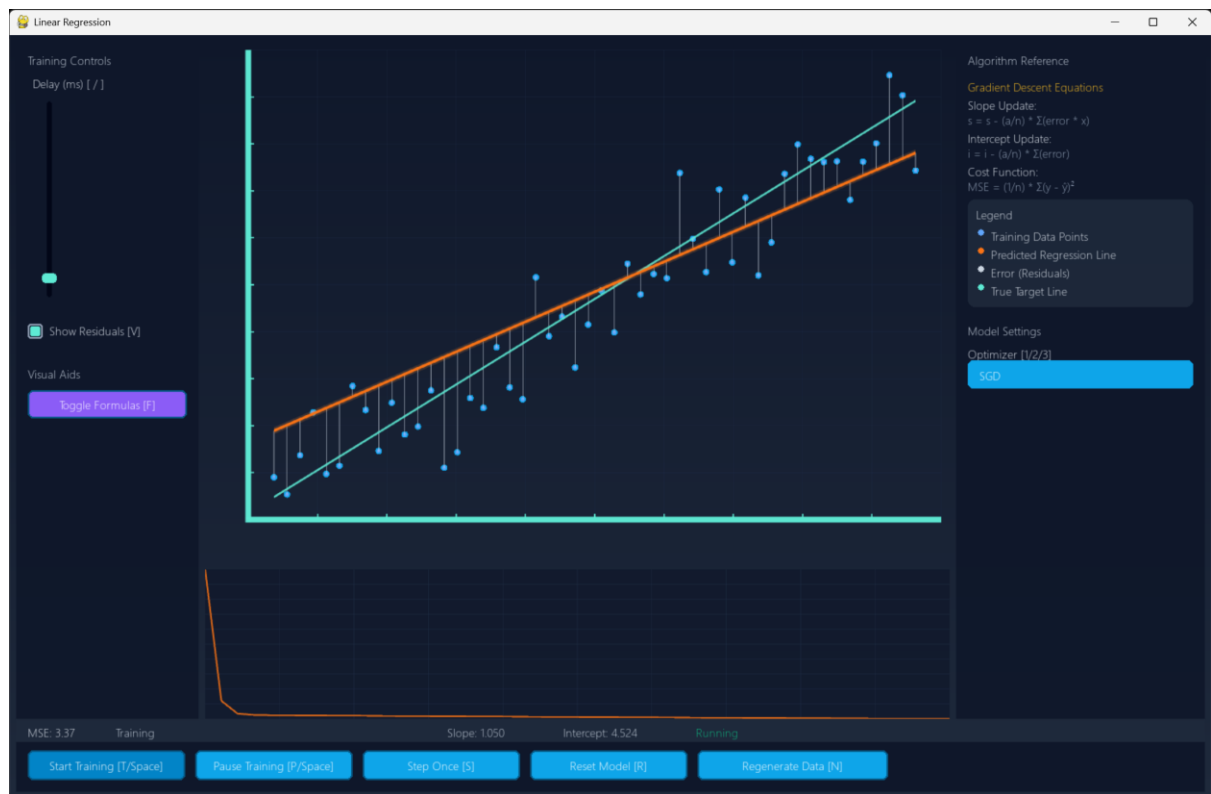 Linear Regression
Training Controls
Delay (ms) [ / ]
Show Residuals [V]
Visual Aids
Toggle Formulas [F]
Algorithm Reference
Gradient Descent Equations
Slope Update:
s = s - (a/n) * Σ(error * x)
Intercept Update:
i = i - (a/n) * Σ(error)
Cost Function:
MSE = (1/n) * Σ(y - ŷ)²
Legend
Training Data Points
Predicted Regression Line
Error (Residuals)
True Target Line
Model Settings
Optimizer [1/2/3]
SGD
MSE: 3.37 Training Slope: 1.050 Intercept: 4.524 Running
Start Training [T/Space] Pause Training [P/Space] Step Once [S] Reset Model [R] Regenerate Data [N]